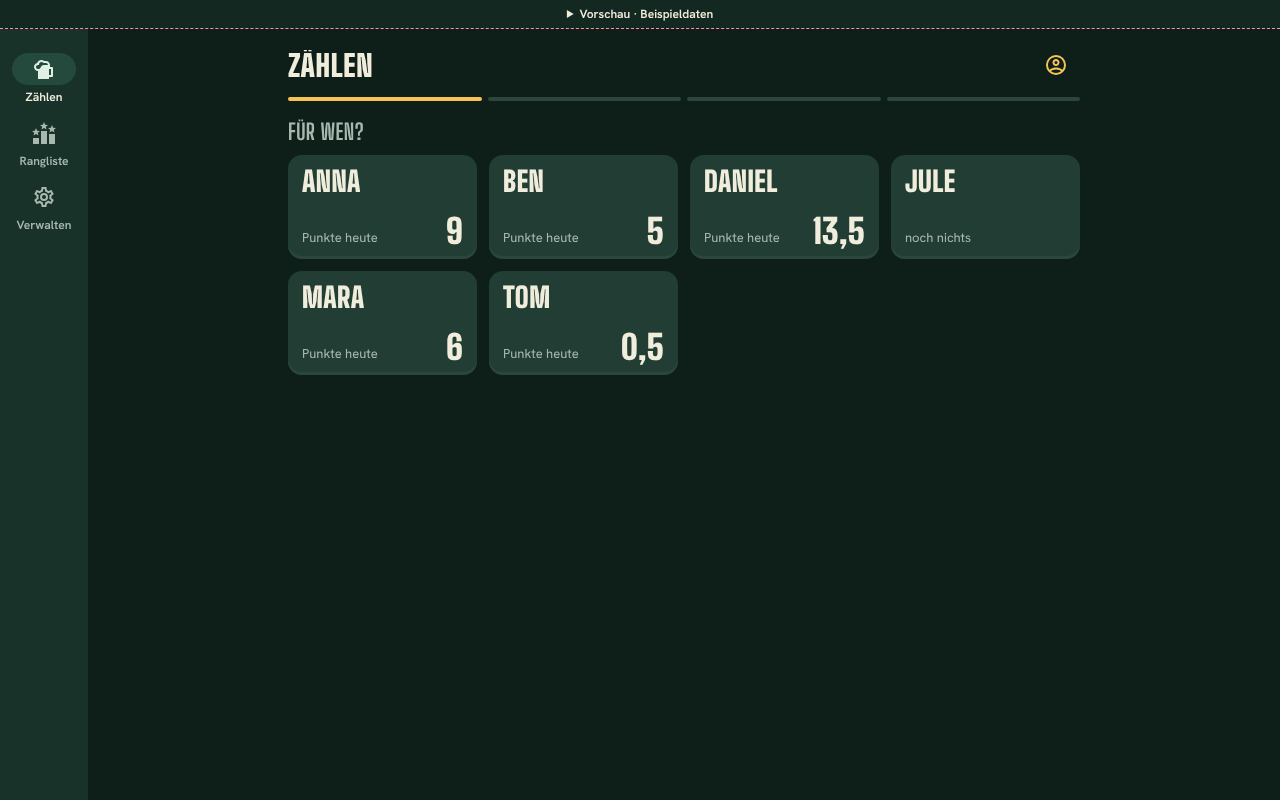 ▶ Vorschau · Beispieldaten
Zählen
Rangliste
Verwalten
ZÄHLEN
FÜR WEN?
ANNA
Punkte heute 9
BEN
Punkte heute 5
DANIEL
Punkte heute 13,5
JULE
noch nichts
MARA
Punkte heute 6
TOM
Punkte heute 0,5